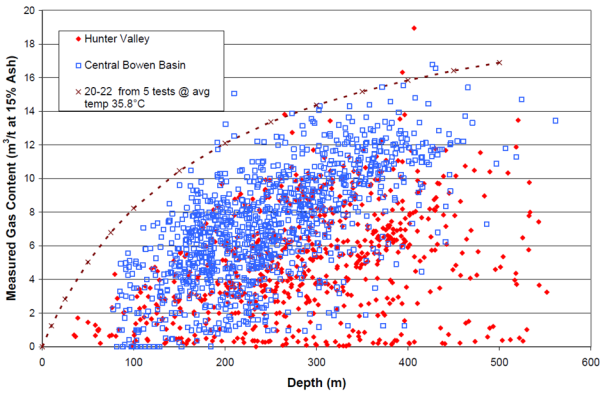 20
18
16
14
12
10
8
6
4
2
0
Measured Gas Content (m³/t at 15% Ash)
Hunter Valley
Central Bowen Basin
20-22 from 5 tests @ avg
temp 35.8°C
0 100 200 300 400 500 600
Depth (m)